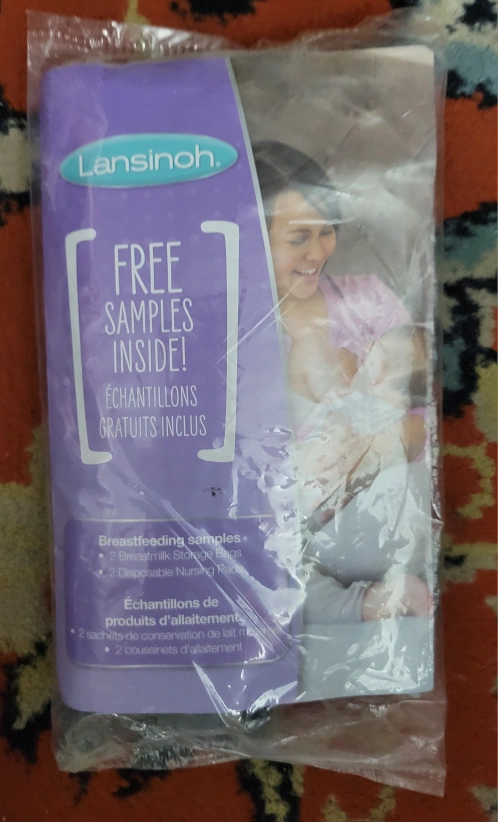 Lansinoh®
FREE
SAMPLES
INSIDE!
ÉCHANTILLONS
GRATUITS INCLUS
Breastfeeding samples
• 2 Breastmilk Storage Bags
• 2 Disposable Nursing Pads
Échantillons de
produits d'allaitement
• 2 sachets de conservation de lait
• 2 coussinets d'allaitement